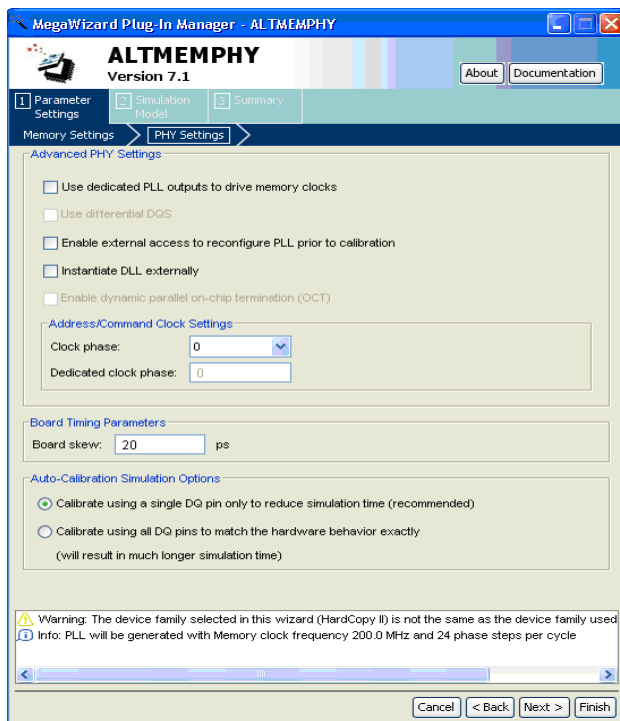 MegaWizard Plug-In Manager - ALTMEMPHY
ALTMEMPHY
Version 7.1
About Documentation
1 Parameter Settings
2 Simulation Model
3 Summary
Memory Settings PHY Settings
Advanced PHY Settings
Use dedicated PLL outputs to drive memory clocks
Use differential DQS
Enable external access to reconfigure PLL prior to calibration
Instantiate DLL externally
Enable dynamic parallel on-chip termination (OCT)
Address/Command Clock Settings
Clock phase: 0
Dedicated clock phase: 0
Board Timing Parameters
Board skew: 20 ps
Auto-Calibration Simulation Options
Calibrate using a single DQ pin only to reduce simulation time (recommended)
Calibrate using all DQ pins to match the hardware behavior exactly
(will result in much longer simulation time)
Warning: The device family selected in this wizard (HardCopy II) is not the same as the device family used
Info: PLL will be generated with Memory clock frequency 200.0 MHz and 24 phase steps per cycle
Cancel < Back Next > Finish